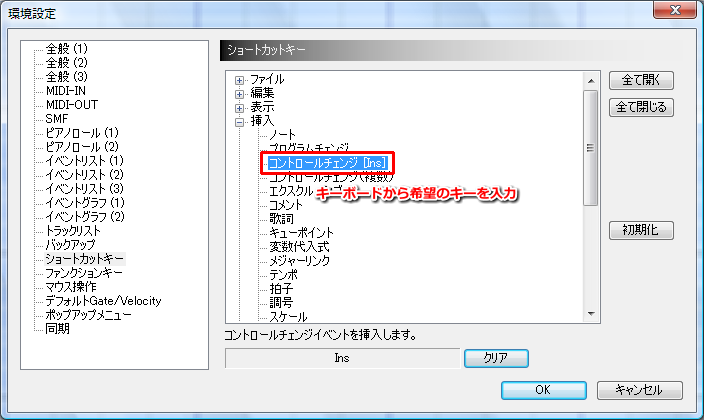 環境設定
全般 (1)
全般 (2)
全般 (3)
MIDI-IN
MIDI-OUT
SMF
ピアノロール (1)
ピアノロール (2)
イベントリスト (1)
イベントリスト (2)
イベントリスト (3)
イベントグラフ (1)
イベントグラフ (2)
トラックリスト
バックアップ
ショートカットキー
ファンクションキー
マウス操作
デフォルトGate/Velocity
ポップアップメニュー
同期
ショートカットキー
ファイル
編集
表示
挿入
ノート
プログラムチェンジ
コントロールチェンジ [Ins]
コントロールチェンジ(複数)
キーボードから希望のキーを入力
コメント
歌詞
キューポイント
変数代入式
メジャーリンク
テンポ
拍子
調号
スケール
全て開く
全て閉じる
初期化
コントロールチェンジイベントを挿入します。
Ins
クリア
OK
キャンセル